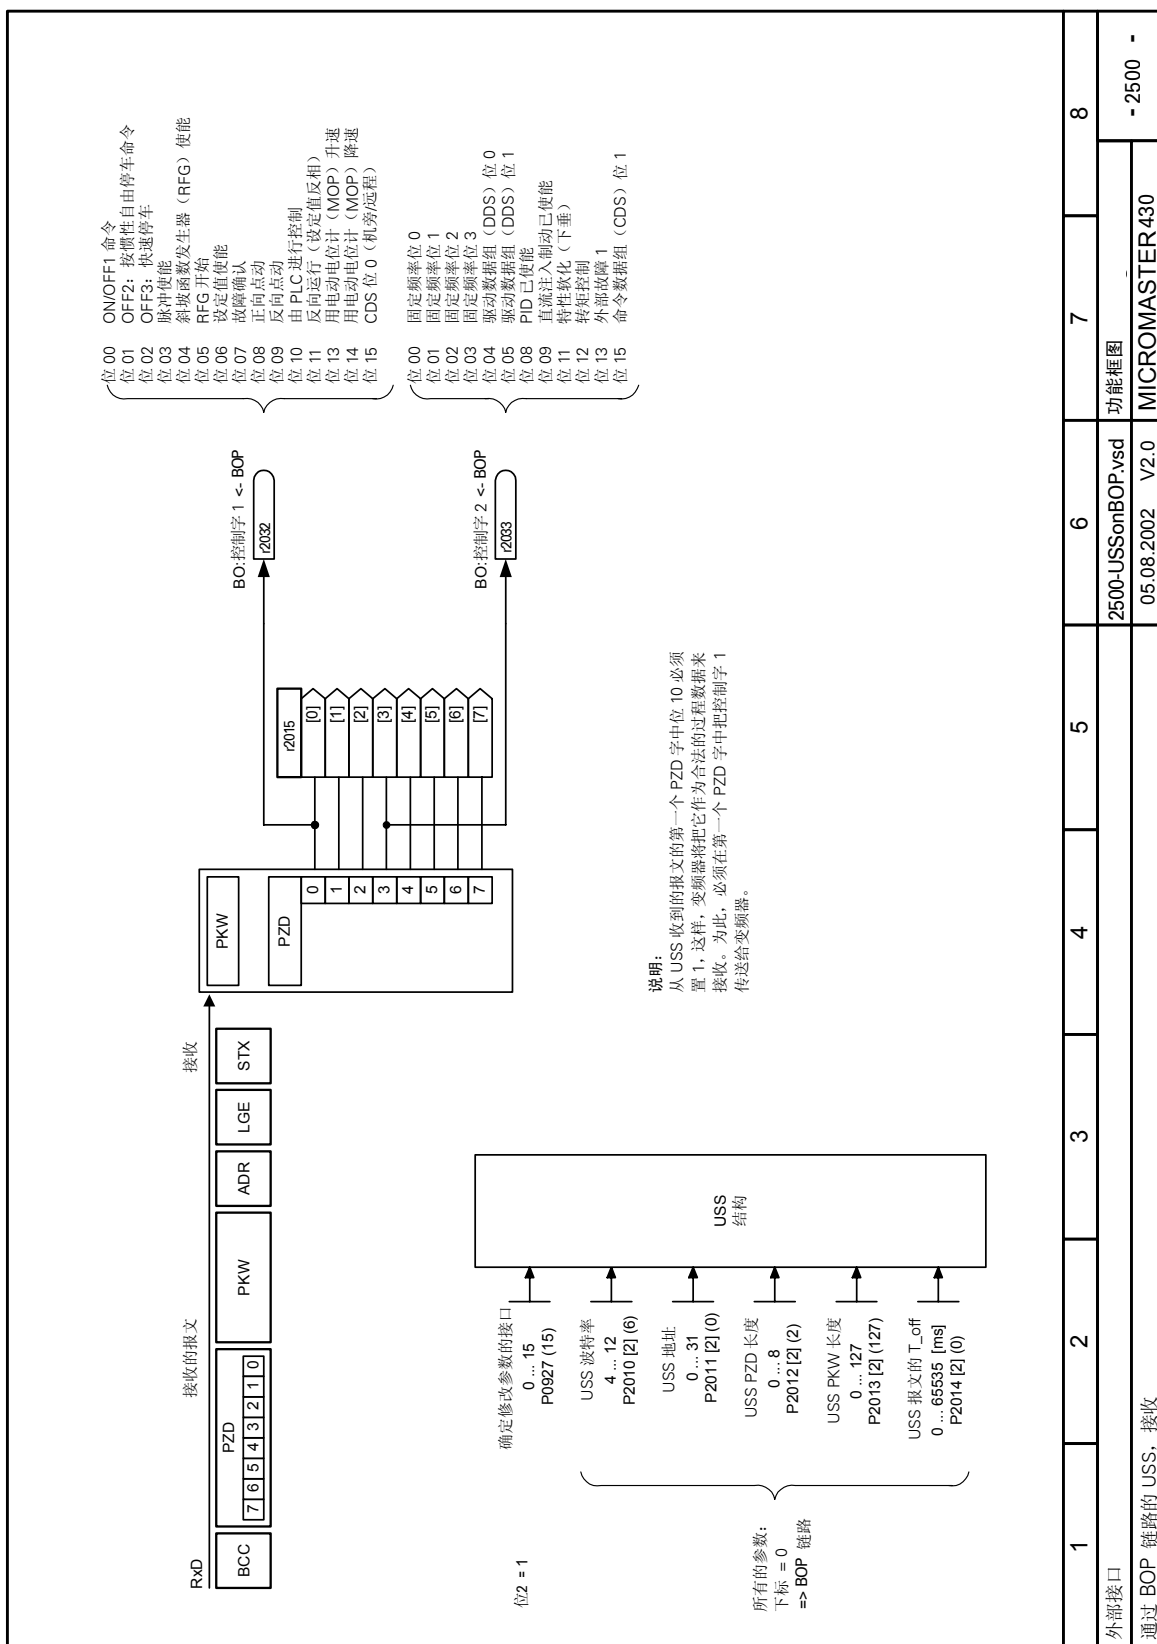 RxD
接收的报文
接收
BCC
PZD
7 6 5 4 3 2 1 0
PKW
ADR
LGE
STX
PKW
PZD
0
1
2
3
4
5
6
7
r2015
[0]
[1]
[2]
[3]
[4]
[5]
[6]
[7]
BO:控制字 1 <- BOP
r2032
BO:控制字 2 <- BOP
r2033
位 00 ON/OFF1 命令
位 01 OFF2：按惯性自由停车命令
位 02 OFF3：快速停车
位 03 脉冲使能
位 04 斜坡函数发生器（RFG）使能
位 05 RFG 开始
位 06 设定值使能
位 07 故障确认
位 08 正向点动
位 09 反向点动
位 10 由 PLC 进行控制
位 11 反向运行（设定值反相）
位 13 用电动电位计（MOP）升速
位 14 用电动电位计（MOP）降速
位 15 CDS 位 0（机旁/远程）
位 00 固定频率位 0
位 01 固定频率位 1
位 02 固定频率位 2
位 03 固定频率位 3
位 04 驱动数据组（DDS）位 0
位 05 驱动数据组（DDS）位 1
位 08 PID 已使能
位 09 直流注入制动已使能
位 11 特性软化（下垂）
位 12 转矩控制
位 13 外部故障 1
位 15 命令数据组（CDS）位 1
位2 = 1
确定修改参数的接口
0 ... 15
P0927 (15)
USS 波特率
4 ... 12
P2010 [2] (6)
USS 地址
0 ... 31
P2011 [2] (0)
USS PZD 长度
0 ... 8
P2012 [2] (2)
USS PKW 长度
0 ... 127
P2013 [2] (127)
USS 报文的 T_off
0 ... 65535 [ms]
P2014 [2] (0)
所有的参数：
下标 = 0
=> BOP 链路
USS
结构
说明：
从 USS 收到的报文的第一个 PZD 字中位 10 必须
置 1，这样，变频器将把它作为合法的过程数据来
接收。为此，必须在第一个 PZD 字中把控制字 1
传送给变频器。
1 2 3 4 5 6 7 8
外部接口
2500-USSonBOP.vsd
功能框图
- 2500 -
通过 BOP 链路的 USS，接收
05.08.2002 V2.0
MICROMASTER 430